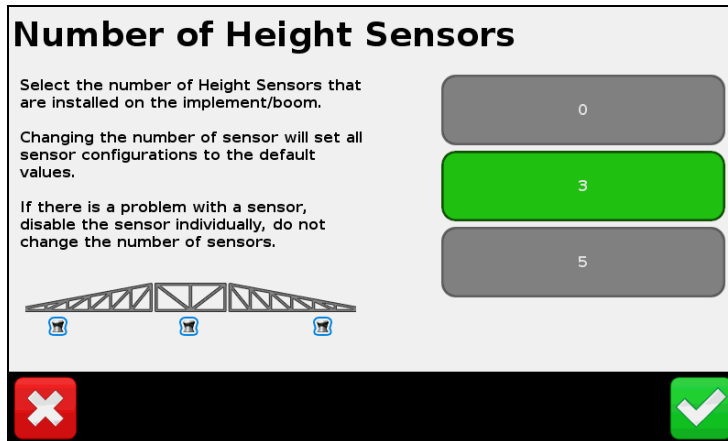 Number of Height Sensors
Select the number of Height Sensors that
are installed on the implement/boom.
Changing the number of sensor will set all
sensor configurations to the default
values.
If there is a problem with a sensor,
disable the sensor individually, do not
change the number of sensors.
0
3
5